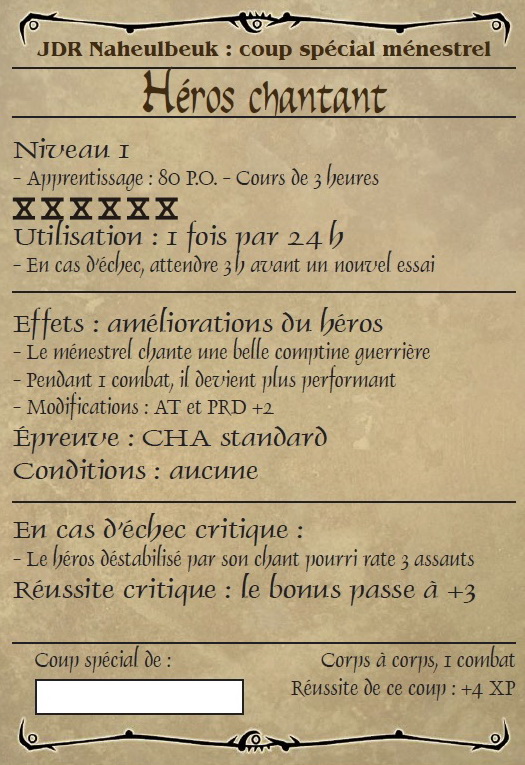 JDR Naheulbeuk : coup spécial ménestrel
Héros chantant
Niveau 1
- Apprentissage : 80 P.O. - Cours de 3 heures
X X X X X X
Utilisation : 1 fois par 24 h
- En cas d'échec, attendre 3h avant un nouvel essai
Effets : améliorations du héros
- Le ménestrel chante une belle comptine guerrière
- Pendant 1 combat, il devient plus performant
- Modifications : AT et PRD +2
Épreuve : CHA standard
Conditions : aucune
En cas d'échec critique :
- Le héros déstabilisé par son chant pourri rate 3 assauts
Réussite critique : le bonus passe à +3
Coup spécial de :
Corps à corps, 1 combat
Réussite de ce coup : +4 XP